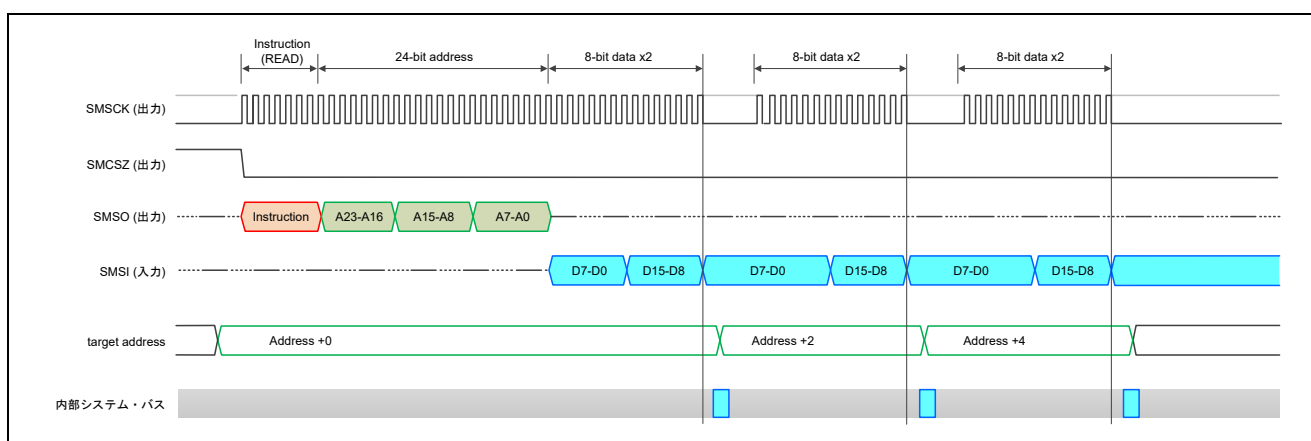 Instruction
(READ)
24-bit address
8-bit data x2
8-bit data x2
8-bit data x2
SMSCK (出力)
SMCSZ (出力)
SMSO (出力)
Instruction
A23-A16
A15-A8
A7-A0
SMSI (入力)
D7-D0
D15-D8
D7-D0
D15-D8
D7-D0
D15-D8
target address
Address +0
Address +2
Address +4
内部システム・バス